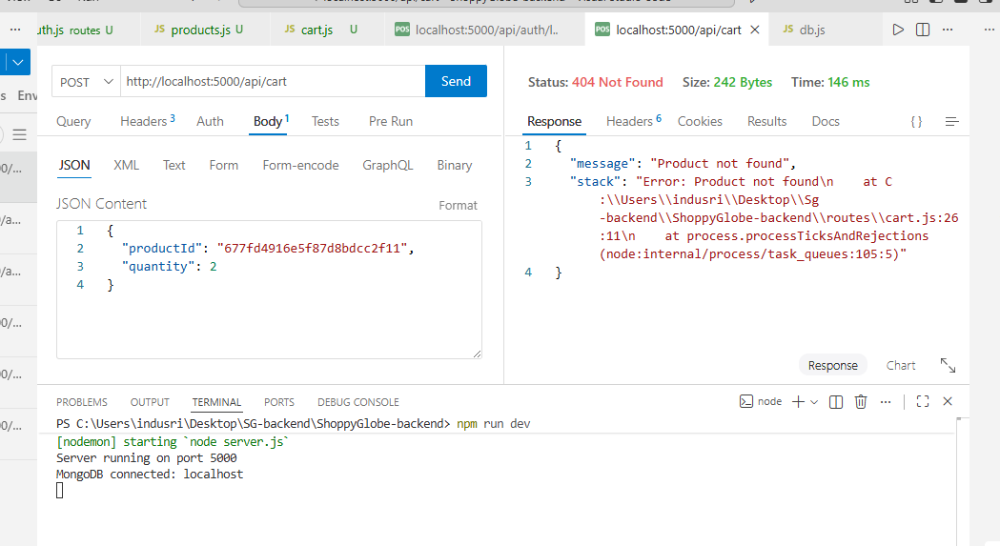 uth.js routes U JS products.js U JS cart.js U POS localhost:5000/api/auth/l.. POS localhost:5000/api/cart JS db.js
s Env
POST http://localhost:5000/api/cart Send
Query Headers 3 Auth Body 1 Tests Pre Run
JSON XML Text Form Form-encode GraphQL Binary
JSON Content Format
1 {
2 "productId": "677fd4916e5f87d8bdcc2f11",
3 "quantity": 2
4 }
0/...
/a...
/a...
0/...
0/...
0/...
Status: 404 Not Found Size: 242 Bytes Time: 146 ms
Response Headers 6 Cookies Results Docs { }
1 {
2 "message": "Product not found",
3 "stack": "Error: Product not found\n    at C
:\\Users\\indusri\\Desktop\\Sg
-backend\\ShoppyGlobe-backend\\routes\\cart.js:26
:11\n    at process.processTicksAndRejections
(node:internal/process/task_queues:105:5)"
4 }
Response Chart
PROBLEMS OUTPUT TERMINAL PORTS DEBUG CONSOLE node
PS C:\Users\indusri\Desktop\SG-backend\ShoppyGlobe-backend> npm run dev
[nodemon] starting `node server.js`
Server running on port 5000
MongoDB connected: localhost